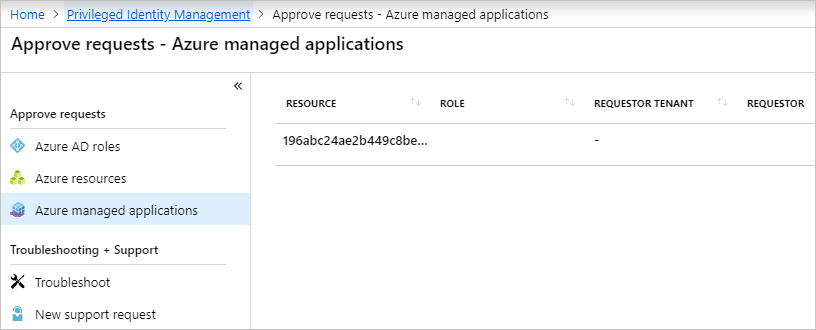 Home > Privileged Identity Management > Approve requests - Azure managed applications
Approve requests - Azure managed applications
«
Approve requests
Azure AD roles
Azure resources
Azure managed applications
Troubleshooting + Support
Troubleshoot
New support request
RESOURCE ↑↓ ROLE ↑↓ REQUESTOR TENANT ↑↓ REQUESTOR
196abc24ae2b449c8be... -